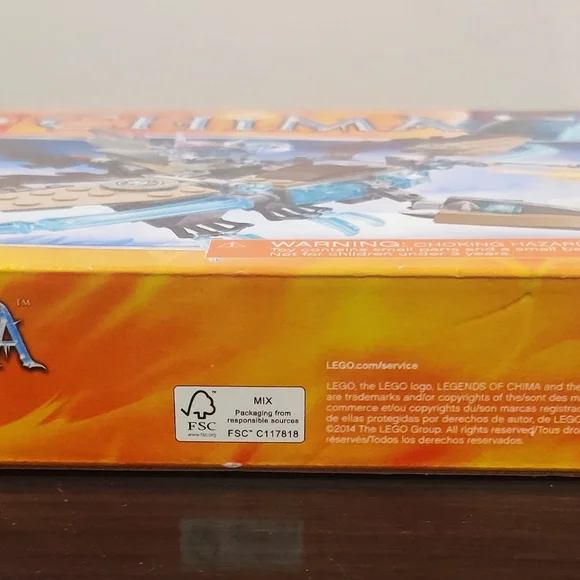 CHIMA
WARNING: CHOKING HAZARD
Toy contains small parts and a small
Not for children under 3 years
A™
LEGO.com/service
MIX
Packaging from
responsible sources
FSC™
www.fsc.org
FSC® C117818
LEGO, the LEGO logo, LEGENDS OF CHIMA and the
are trademarks and/or copyrights of the/sont des
commerce et/ou copyrights du/son marcas
de ellas protegidas por derechos de autor, de LEGO
©2014 The LEGO Group. All rights reserved/Tous
réservés/Todos los derechos reservados.